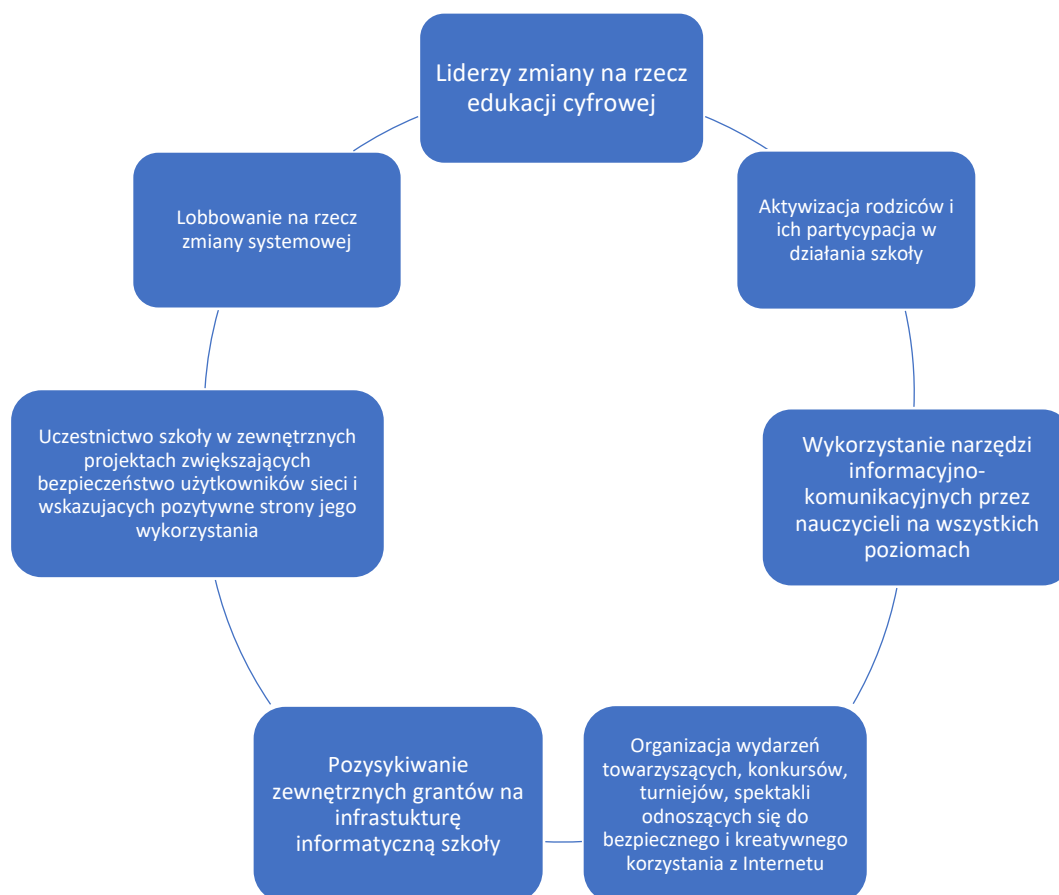 Liderzy zmiany na rzecz
edukacji cyfrowej
Aktywizacja rodziców i
ich partycypacja w
działania szkoły
Wykorzystanie narzędzi
informacyjno-
komunikacyjnych przez
nauczycieli na wszystkich
poziomach
Organizacja wydarzeń
towarzyszących, konkursów,
turniejów, spektakli
odnoszących się do
bezpiecznego i kreatywnego
korzystania z Internetu
Pozysykiwanie
zewnętrznych grantów na
infrastukturę
informatyczną szkoły
Uczestnictwo szkoły w zewnętrznych
projektach zwiększających
bezpieczeństwo użytkowników sieci i
wskazujacych pozytywne strony jego
wykorzystania
Lobbowanie na rzecz
zmiany systemowej